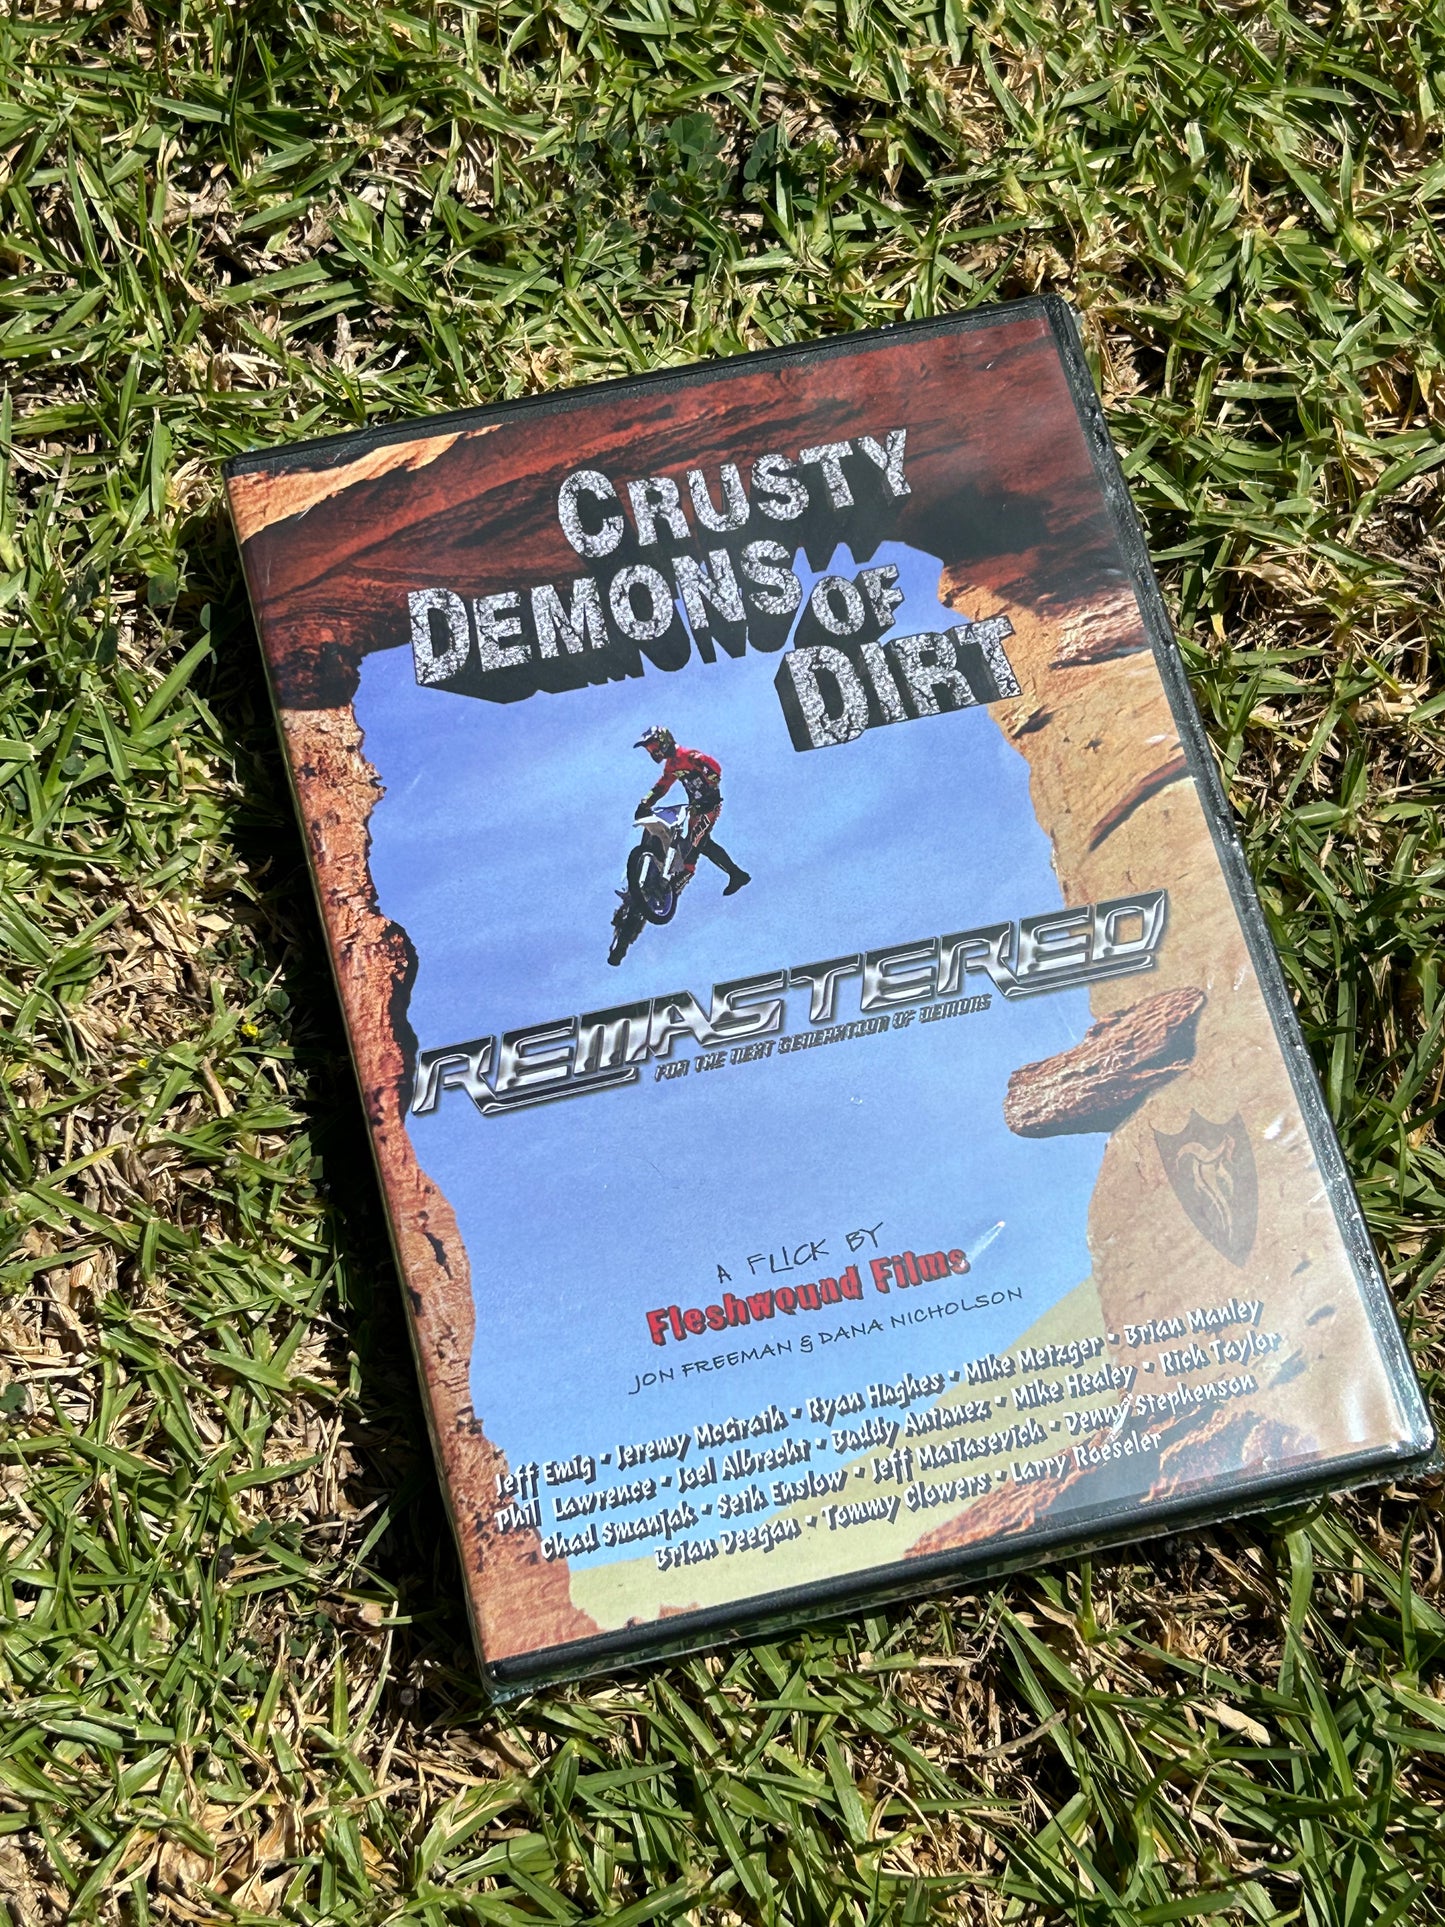 CRUSTY
DEMONS OF
DIRT
REMASTERED
FOR THE NEXT GENERATION OF DEMONS
A FLICK BY
Fleshwound Films
JON FREEMAN & DANA NICHOLSON
Jeff Emig • Jeremy McGrath • Ryan Hughes • Mike Metzger • Brian Manley
Phil Lawrence • Joel Albrecht • Buddy Antunez • Mike Healey • Rich Taylor
Chad Smanjak • Seth Enslow • Jeff Matiasevich • Denny Stephenson
Brian Deegan • Tommy Clowers • Larry Roeseler